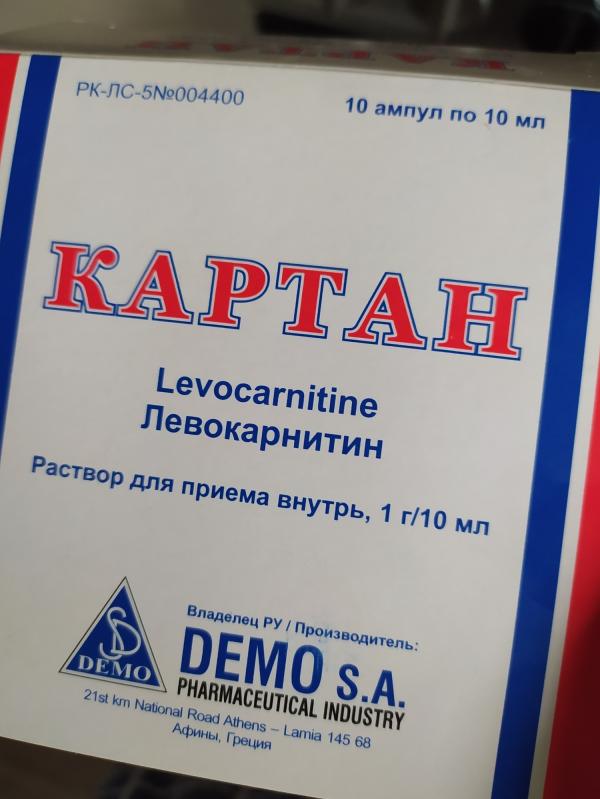 РК-ЛС-5№004400
10 ампул по 10 мл
КАРТАН
Levocarnitine
Левокарнитин
Раствор для приема внутрь, 1 г/10 мл
Владелец РУ / Производитель:
SD
DEMO
DEMO S.A.
PHARMACEUTICAL INDUSTRY
21st km National Road Athens – Lamia 145 68
Афины, Греция